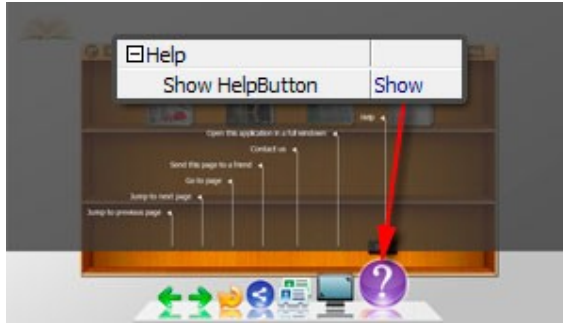 Help
Show HelpButton Show
Help
Open this application in a full windown
Contact us
Send this page to a friend
Go to page
Jump to next page
Jump to previous page
?